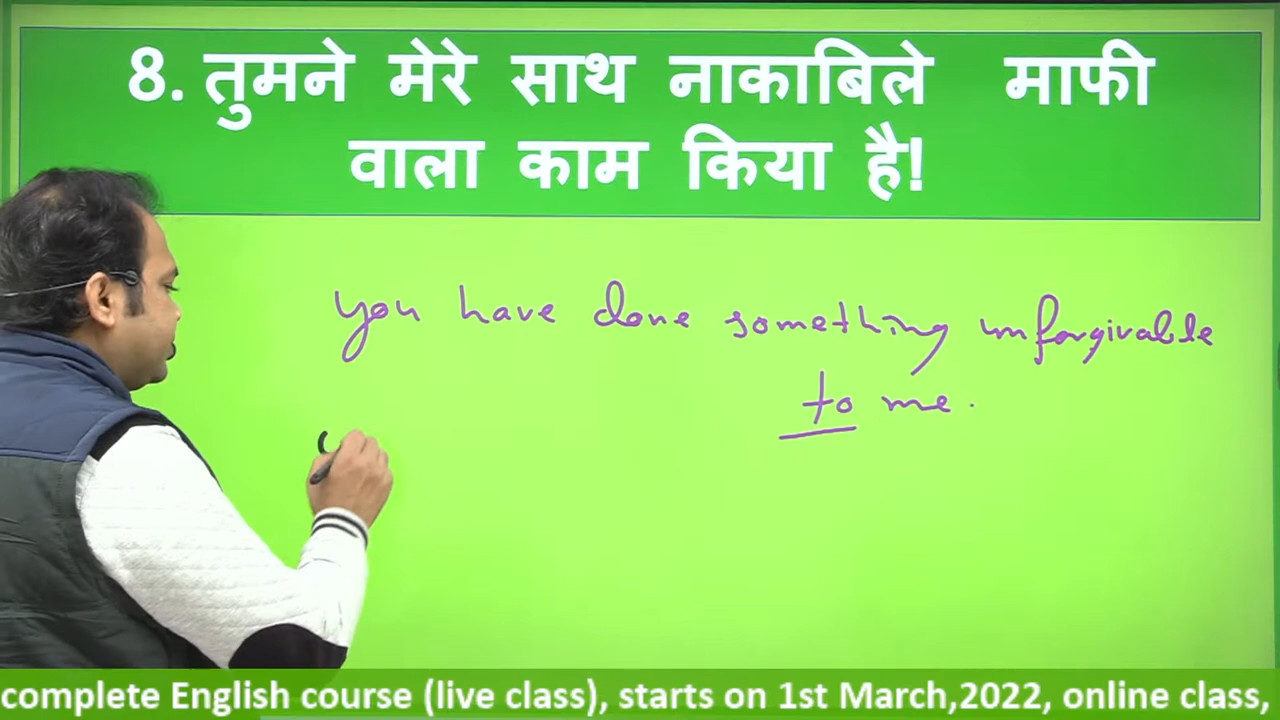 8. तुमने मेरे साथ नाकाबिले माफी
वाला काम किया है!
you have done something unforgivable
to me.
complete English course (live class), starts on 1st March,2022, online class,